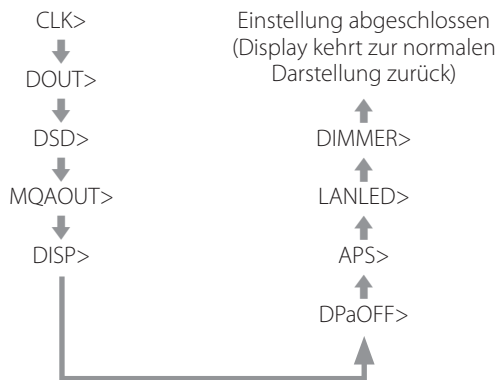 CLK>
DOUT>
DSD>
MQAOUT>
DISP>
DPaOFF>
APS>
LANLED>
DIMMER>
Einstellung abgeschlossen
(Display kehrt zur normalen
Darstellung zurück)